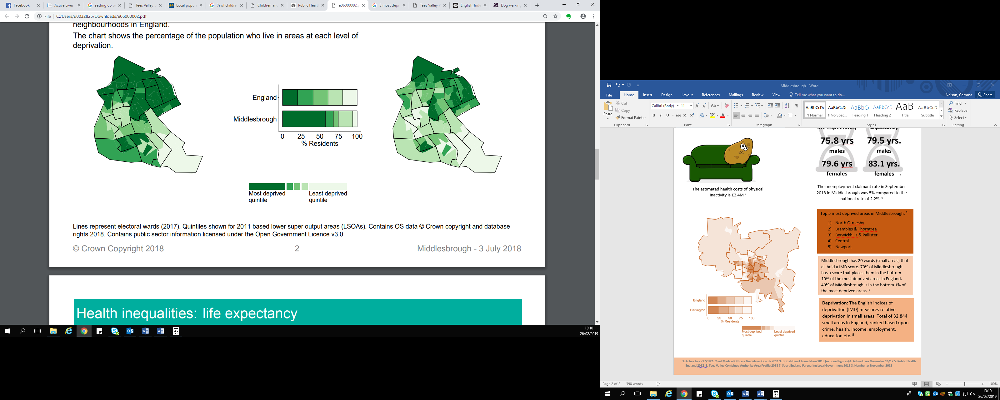 Facebook
Active Lives
setting up o
Tees Valley
Local popula
% of childre
Children and
Public Healt
e06000002.
5 most dep
Tees Valley
English_Inde
Dog walking
File
C:/Users/u0032825/Downloads/e06000002.pdf
neighbourhoods in England.
The chart shows the percentage of the population who live in areas at each level of
deprivation.
England
Middlesbrough
0 25 50 75 100
% Residents
Most deprived
quintile
Least deprived
quintile
Lines represent electoral wards (2017). Quintiles shown for 2011 based lower super output areas (LSOAs). Contains OS data © Crown copyright and database
rights 2018. Contains public sector information licensed under the Open Government Licence v3.0
© Crown Copyright 2018
2
Middlesbrough - 3 July 2018
Health inequalities: life expectancy
13:10
26/02/2019
Middlesbrough - Word
File Home Insert Design Layout References Mailings Review View Tell me what you want to do...
Nelson, Gemma
Share
Paste
Cut
Copy
Format Painter
Clipboard
Calibri (Body) 11
Font
Paragraph
AaBbCcDc AaBbCcDc AaBbC AaBbCcE AaB AaBbCcD
¶ Normal ¶ No Spac... Heading 1 Heading 2 Title Subtitle
Styles
Find
Replace
Select
Editing
life Expectancy
Expectancy
75.8 yrs
males
79.6 yrs
females
79.5 yrs.
males
83.1 yrs.
females 5
The estimated health costs of physical
inactivity is £2.4M 7
The unemployment claimant rate in September
2018 in Middlesbrough was 5% compared to the
national rate of 2.2%. 6
Top 5 most deprived areas in Middlesbrough: 5
1) North Ormesby
2) Brambles & Thorntree
3) Berwickhills & Pallister
4) Central
5) Newport
Middlesbrough has 20 wards (small areas) that
all hold a IMD score. 70% of Middlesbrough
has a score that places them in the bottom
10% of the most deprived areas in England.
40% of Middlesbrough is in the bottom 1% of
the most deprived areas. 5
Deprivation: The English indices of
deprivation (IMD) measures relative
deprivation in small areas. Total of 32,844
small areas in England, ranked based upon
crime, health, income, employment,
education etc. 5
England
Darlington
0 25 50 75 100
% Residents
Most deprived
quintile
Least deprived
quintile
1. Active Lives 17/18 2. Chief Medical Officers Guidelines Gov.uk 2011 3. British Heart Foundation 2015 (national figures) 4. Active Lives November 16/17 5. Public Health
England 2018 6. Tees Valley Combined Authority Area Profile 2018 7. Sport England Partnering Local Government 2016 8. Number at November 2018
Page 2 of 2
398 words
100%
13:10
26/02/2019